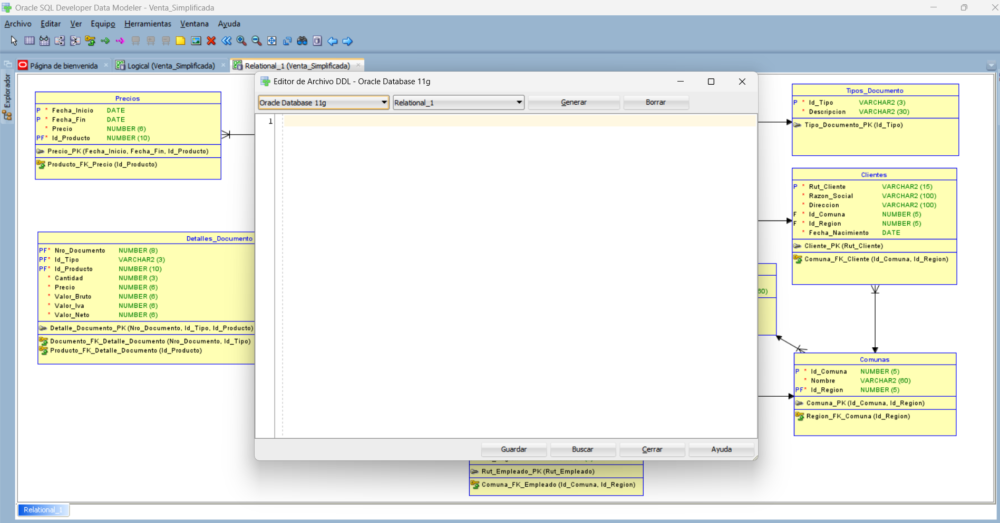 Oracle SQL Developer Data Modeler - Venta_Simplificada
Archivo Editar Ver Equipo Herramientas Ventana Ayuda
Página de bienvenida
Logical (Venta_Simplificada)
Relational_1 (Venta_Simplificada)
Explorador
Precios
P * Fecha_Inicio DATE
P * Fecha_Fin DATE
* Precio NUMBER (6)
PF* Id_Producto NUMBER (10)
Precio_PK (Fecha_Inicio, Fecha_Fin, Id_Producto)
Producto_FK_Precio (Id_Producto)
Detalles_Documento
PF* Nro_Documento NUMBER (8)
PF* Id_Tipo VARCHAR2 (3)
PF* Id_Producto NUMBER (10)
* Cantidad NUMBER (3)
* Precio NUMBER (6)
* Valor_Bruto NUMBER (6)
* Valor_Iva NUMBER (6)
* Valor_Neto NUMBER (6)
Detalle_Documento_PK (Nro_Documento, Id_Tipo, Id_Producto)
Documento_FK_Detalle_Documento (Nro_Documento, Id_Tipo)
Producto_FK_Detalle_Documento (Id_Producto)
Editor de Archivo DDL - Oracle Database 11g
Oracle Database 11g
Relational_1
Generar
Borrar
1
Guardar
Buscar
Cerrar
Ayuda
Rut_Empleado_PK (Rut_Empleado)
Comuna_FK_Empleado (Id_Comuna, Id_Region)
Tipos_Documento
P * Id_Tipo VARCHAR2 (3)
* Descripcion VARCHAR2 (30)
Tipo_Documento_PK (Id_Tipo)
Clientes
P * Rut_Cliente VARCHAR2 (15)
* Razon_Social VARCHAR2 (100)
* Direccion VARCHAR2 (100)
F * Id_Comuna NUMBER (5)
F * Id_Region NUMBER (5)
* Fecha_Nacimiento DATE
Cliente_PK (Rut_Cliente)
Comuna_FK_Cliente (Id_Comuna, Id_Region)
60)
Comunas
P * Id_Comuna NUMBER (5)
* Nombre VARCHAR2 (60)
PF* Id_Region NUMBER (5)
Comuna_PK (Id_Comuna, Id_Region)
Region_FK_Comuna (Id_Region)
Relational_1